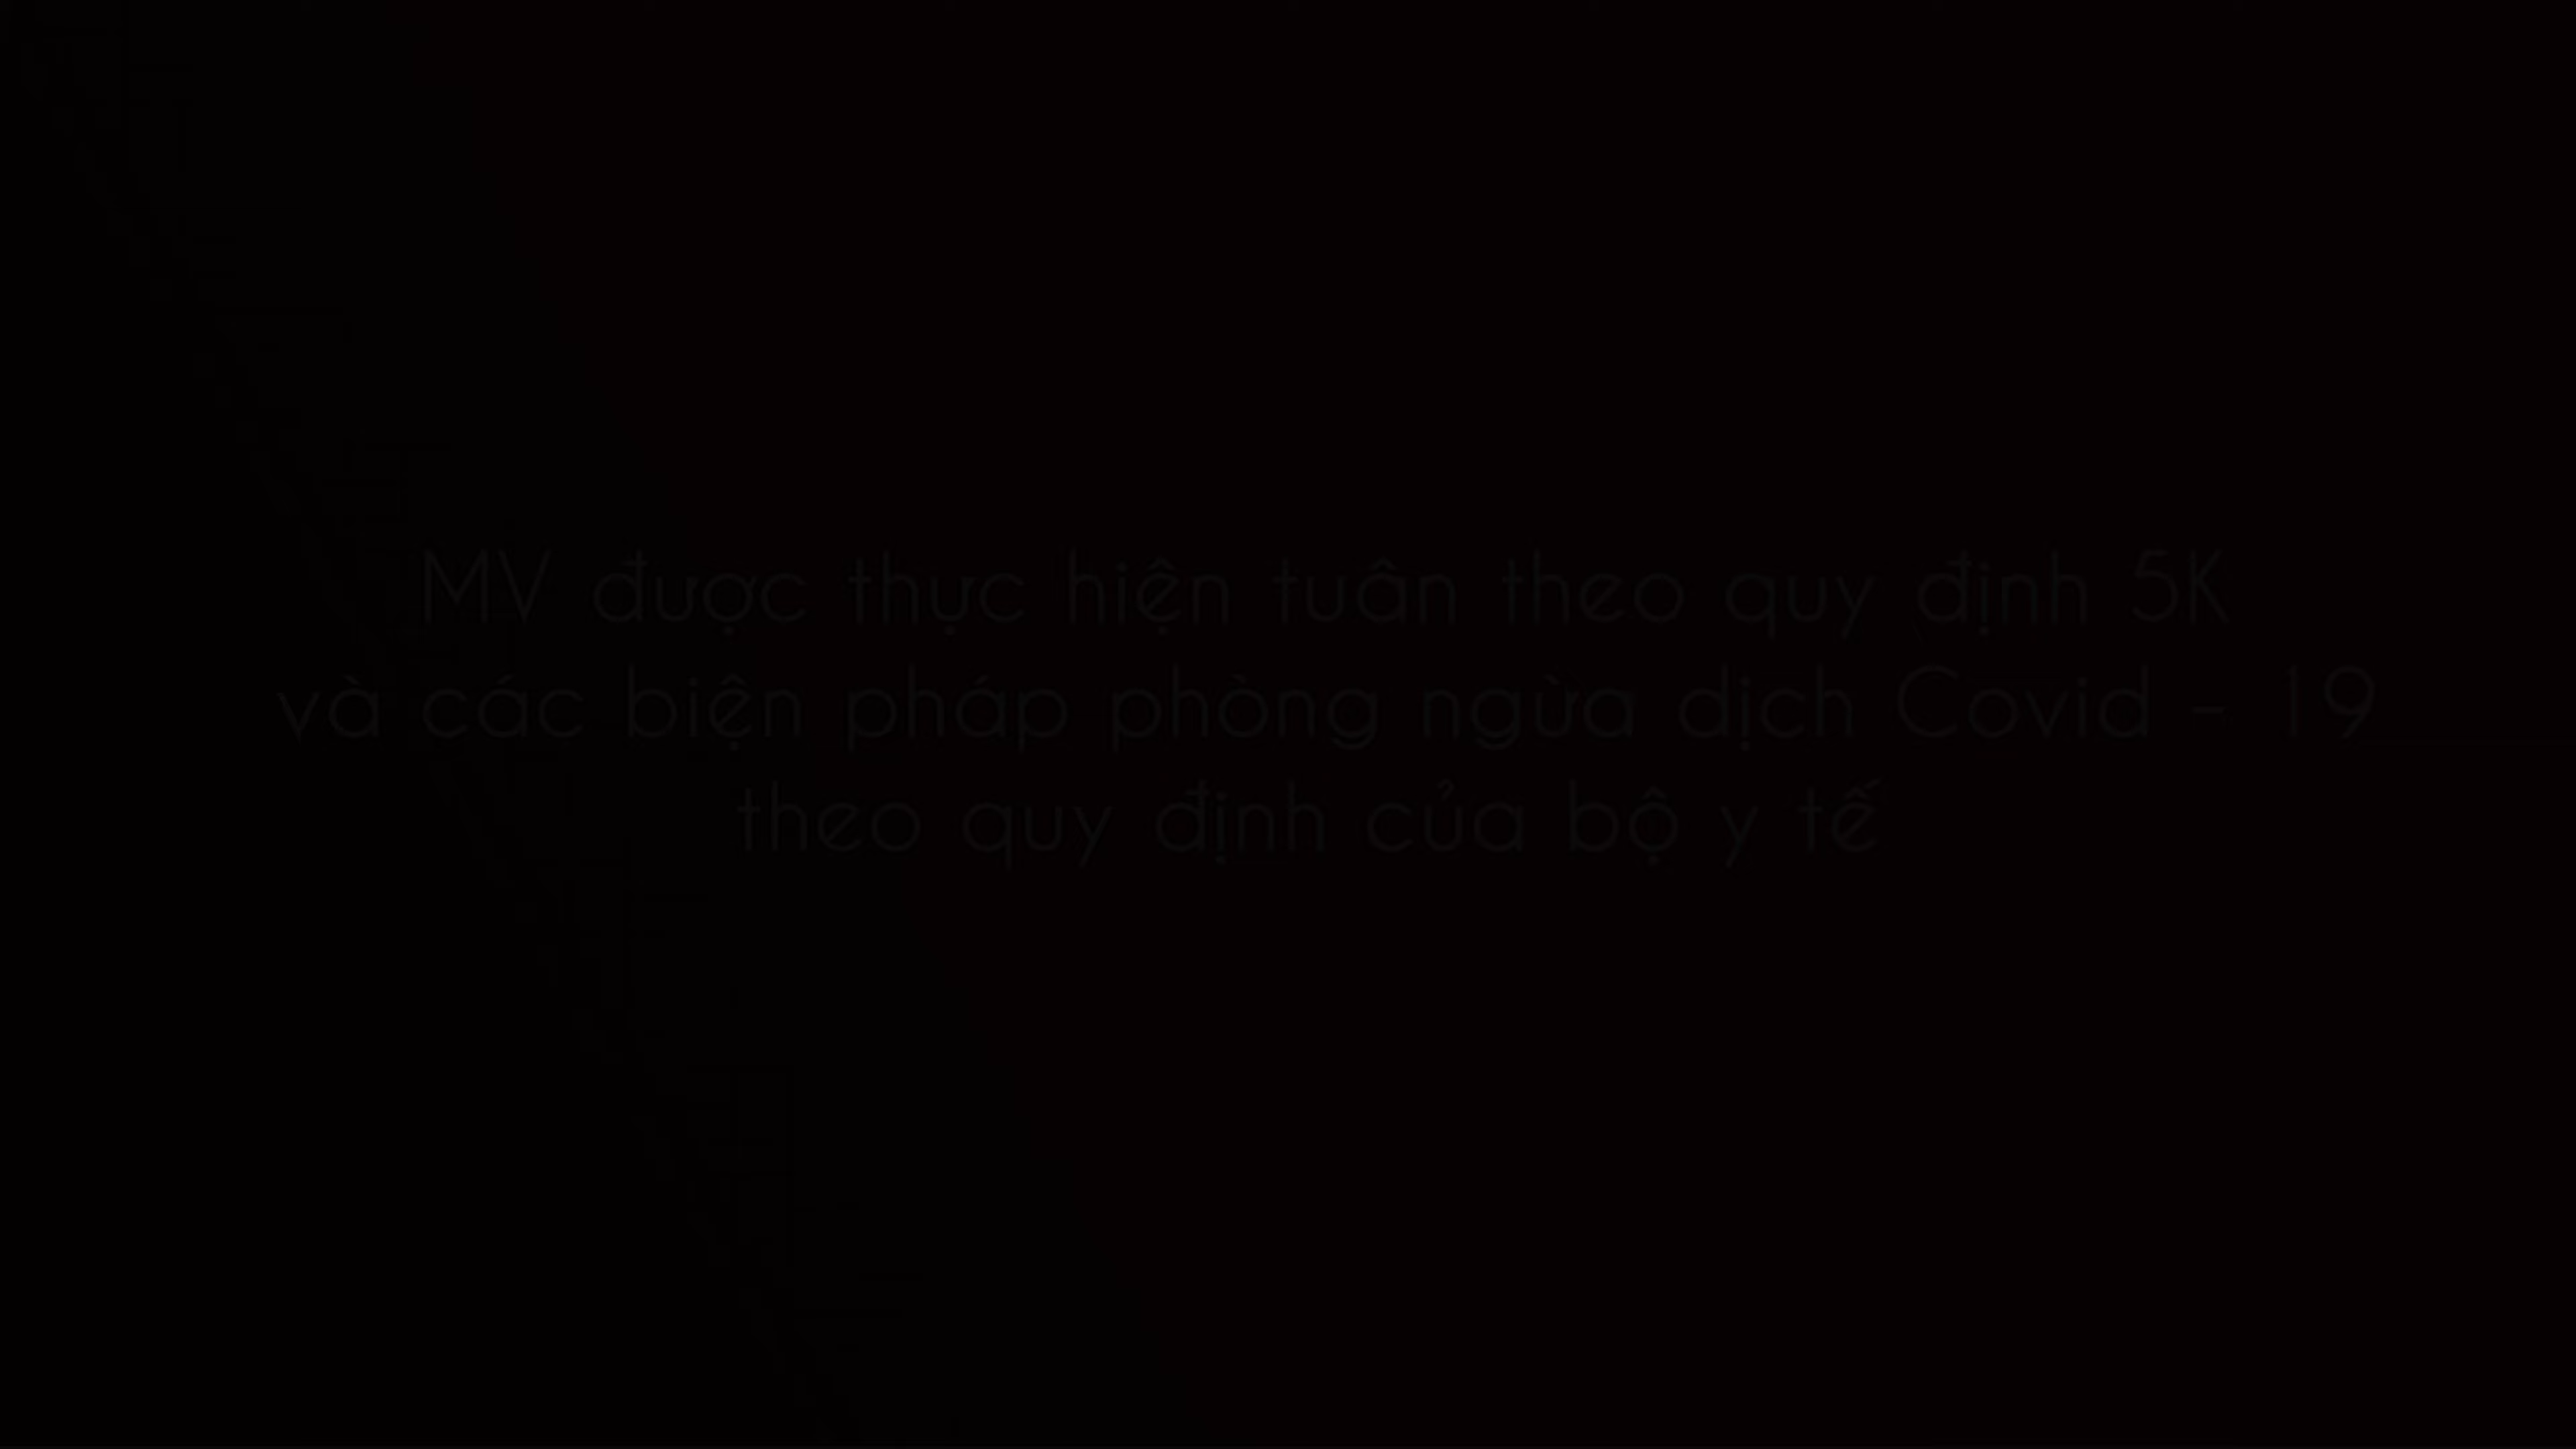 MV được thực hiện tuân theo quy định 5K
và các biện pháp phòng ngừa dịch Covid - 19
theo quy định của bộ y tế